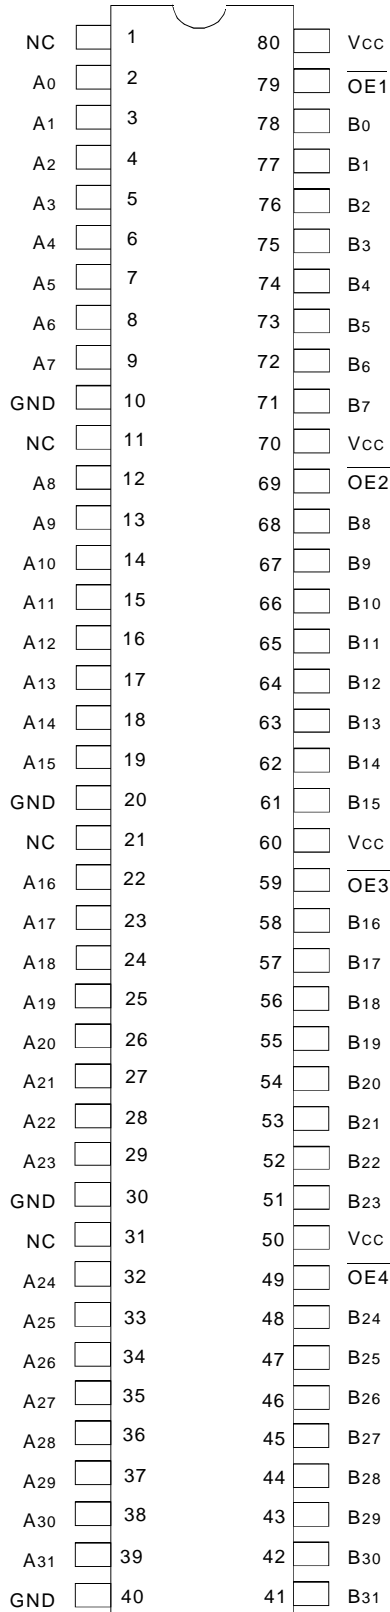 NC 1 80 VCC
A0 2 79 OE1
A1 3 78 B0
A2 4 77 B1
A3 5 76 B2
A4 6 75 B3
A5 7 74 B4
A6 8 73 B5
A7 9 72 B6
GND 10 71 B7
NC 11 70 VCC
A8 12 69 OE2
A9 13 68 B8
A10 14 67 B9
A11 15 66 B10
A12 16 65 B11
A13 17 64 B12
A14 18 63 B13
A15 19 62 B14
GND 20 61 B15
NC 21 60 VCC
A16 22 59 OE3
A17 23 58 B16
A18 24 57 B17
A19 25 56 B18
A20 26 55 B19
A21 27 54 B20
A22 28 53 B21
A23 29 52 B22
GND 30 51 B23
NC 31 50 VCC
A24 32 49 OE4
A25 33 48 B24
A26 34 47 B25
A27 35 46 B26
A28 36 45 B27
A29 37 44 B28
A30 38 43 B29
A31 39 42 B30
GND 40 41 B31